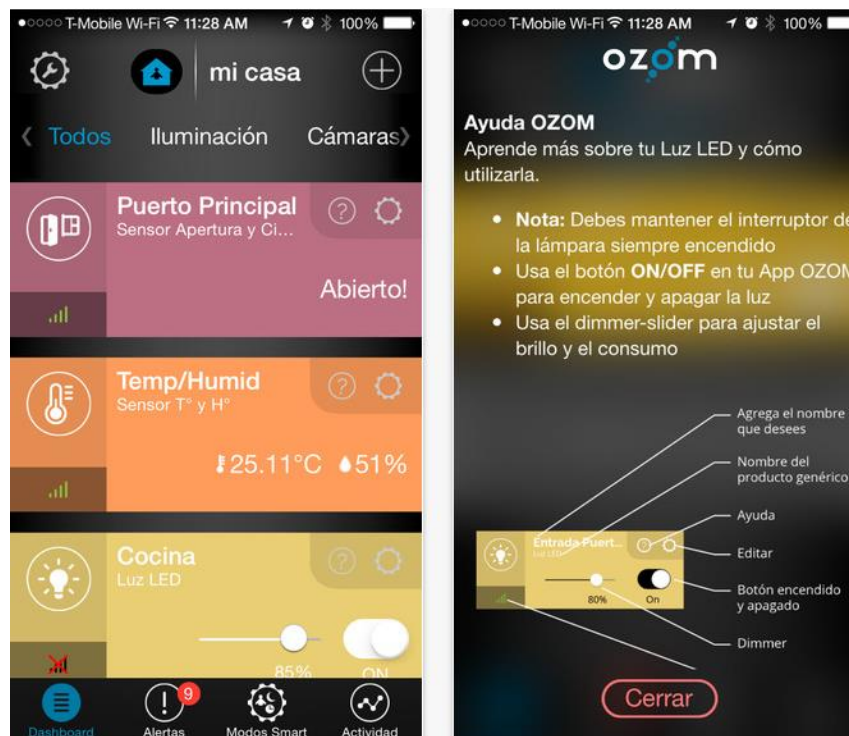 T-Mobile Wi-Fi 11:28 AM 100%
mi casa
Todos Iluminación Cámaras
Puerto Principal
Sensor Apertura y Ci...
Abierto!
Temp/Humid
Sensor T° y H°
25.11°C 51%
Cocina
Luz LED
85% ON
9
Dashboard Alertas Modos Smart Actividad
T-Mobile Wi-Fi 11:28 AM 100%
ozom
Ayuda OZOM
Aprende más sobre tu Luz LED y cómo
utilizarla.
• Nota: Debes mantener el interruptor de
la lámpara siempre encendido
• Usa el botón ON/OFF en tu App OZOM
para encender y apagar la luz
• Usa el dimmer-slider para ajustar el
brillo y el consumo
Agrega el nombre
que desees
Nombre del
producto genérico
Ayuda
Editar
Botón encendido
y apagado
Dimmer
Entrada Puert...
Luz LED
80% On
Cerrar